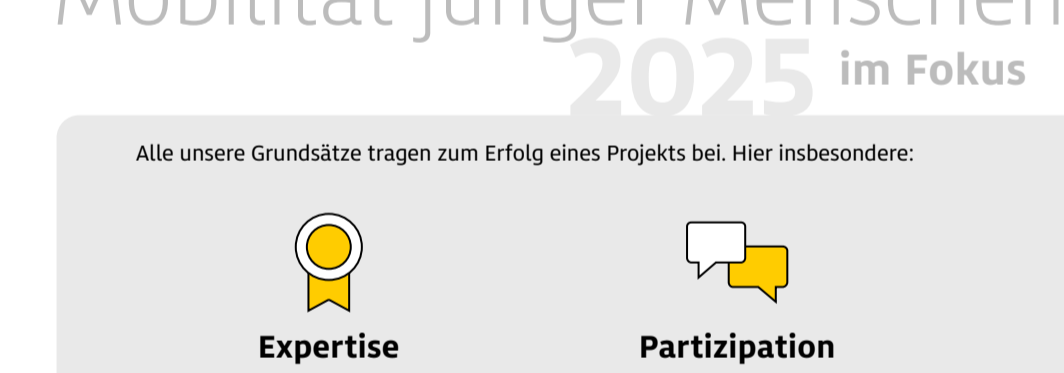 Mobilität junger Menschen
2025 im Fokus
Alle unsere Grundsätze tragen zum Erfolg eines Projekts bei. Hier insbesondere:
Expertise Partizipation